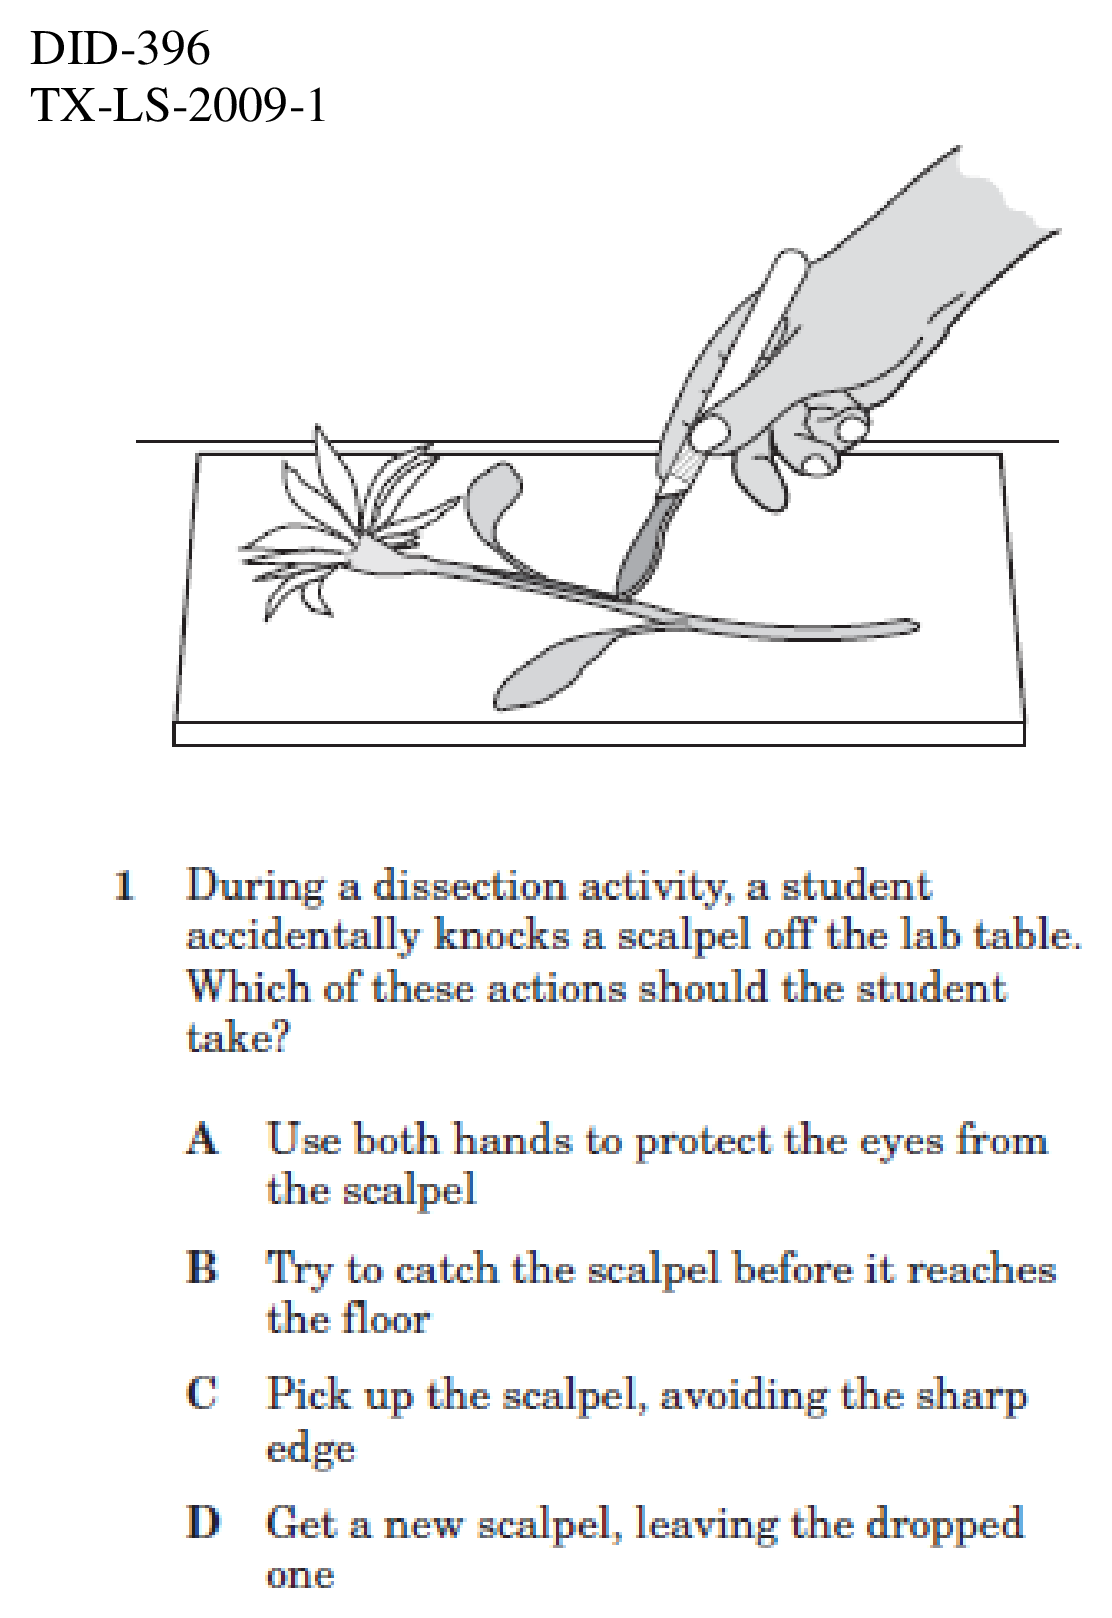 DID-396
TX-LS-2009-1
1 During a dissection activity, a student
accidentally knocks a scalpel off the lab table.
Which of these actions should the student
take?
A Use both hands to protect the eyes from
the scalpel
B Try to catch the scalpel before it reaches
the floor
C Pick up the scalpel, avoiding the sharp
edge
D Get a new scalpel, leaving the dropped
one